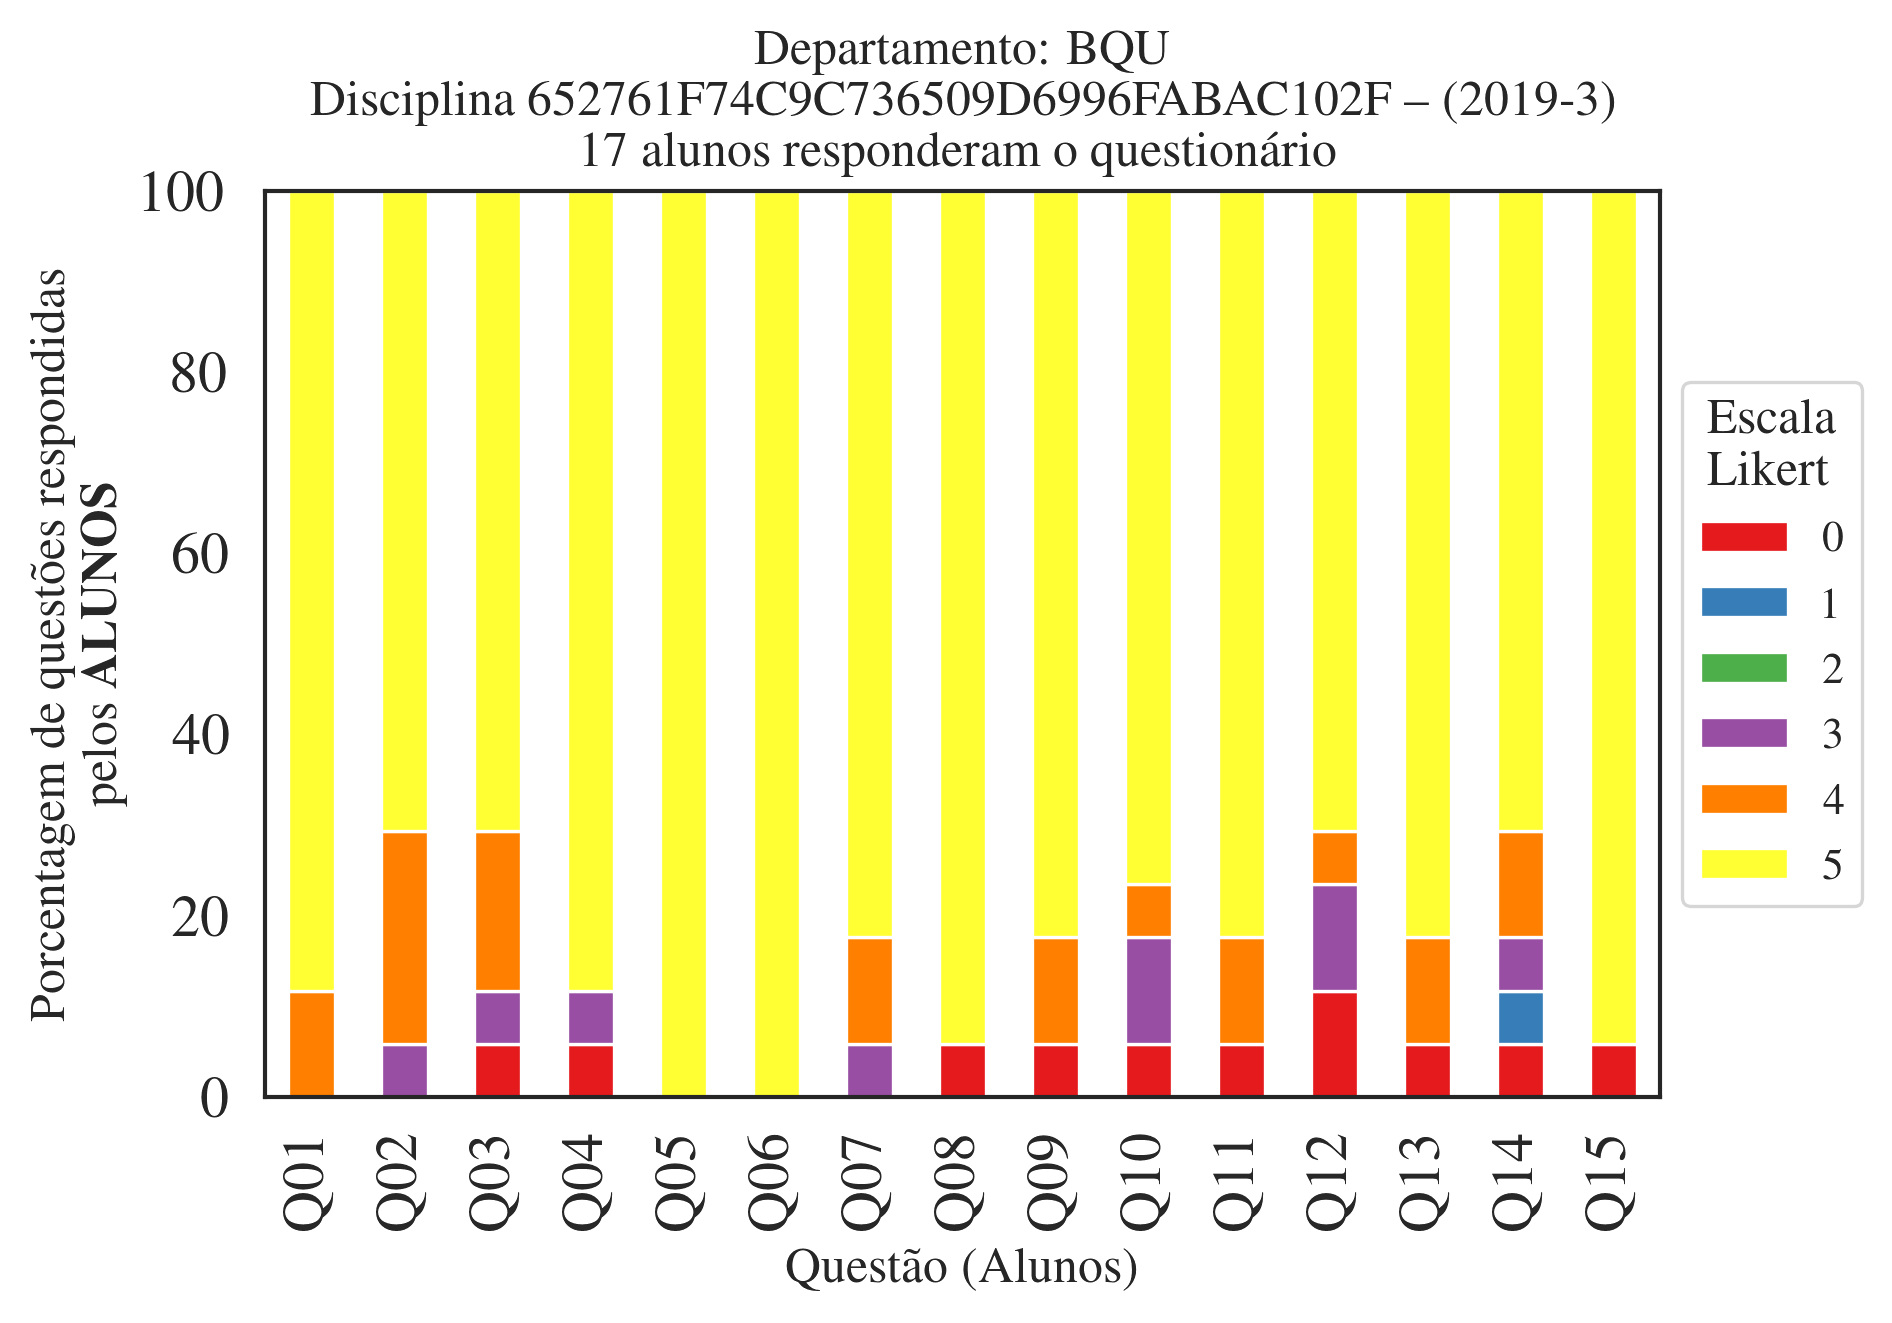 Departamento: BQU
Disciplina 652761F74C9C736509D6996FABAC102F – (2019-3)
17 alunos responderam o questionário
Porcentagem de questões respondidas
pelos ALUNOS
100
80
60
40
20
0
Q01
Q02
Q03
Q04
Q05
Q06
Q07
Q08
Q09
Q10
Q11
Q12
Q13
Q14
Q15
Questão (Alunos)
Escala
Likert
0
1
2
3
4
5